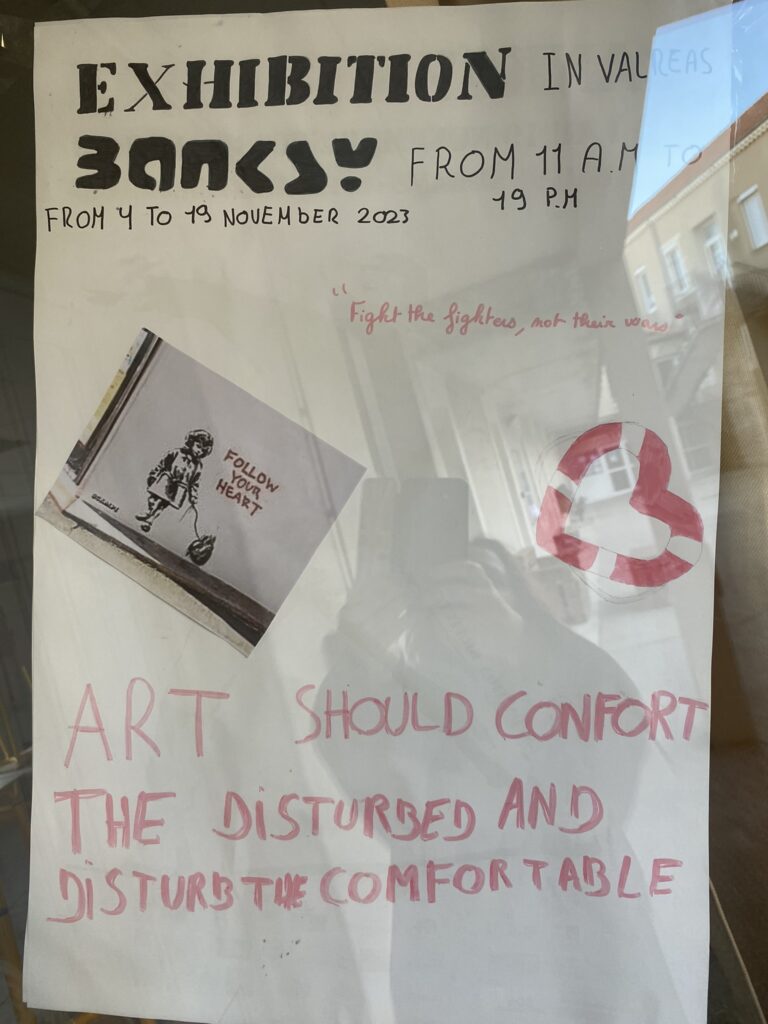 EXHIBITION IN VALREAS
BANKSY FROM 11 A.M TO
19 P.M
FROM 4 TO 19 NOVEMBER 2023
"Fight the fighters, not their wars"
FOLLOW
YOUR
HEART
ART SHOULD CONFORT
THE DISTURBED AND
DISTURB THE COMFORTABLE